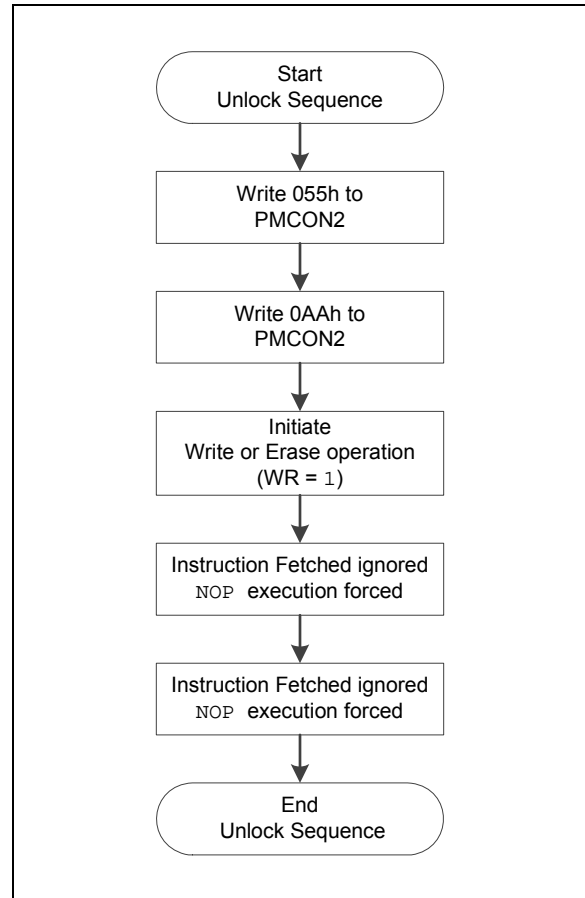 Start
Unlock Sequence
Write 055h to
PMCON2
Write 0AAh to
PMCON2
Initiate
Write or Erase operation
(WR = 1)
Instruction Fetched ignored
NOP execution forced
Instruction Fetched ignored
NOP execution forced
End
Unlock Sequence